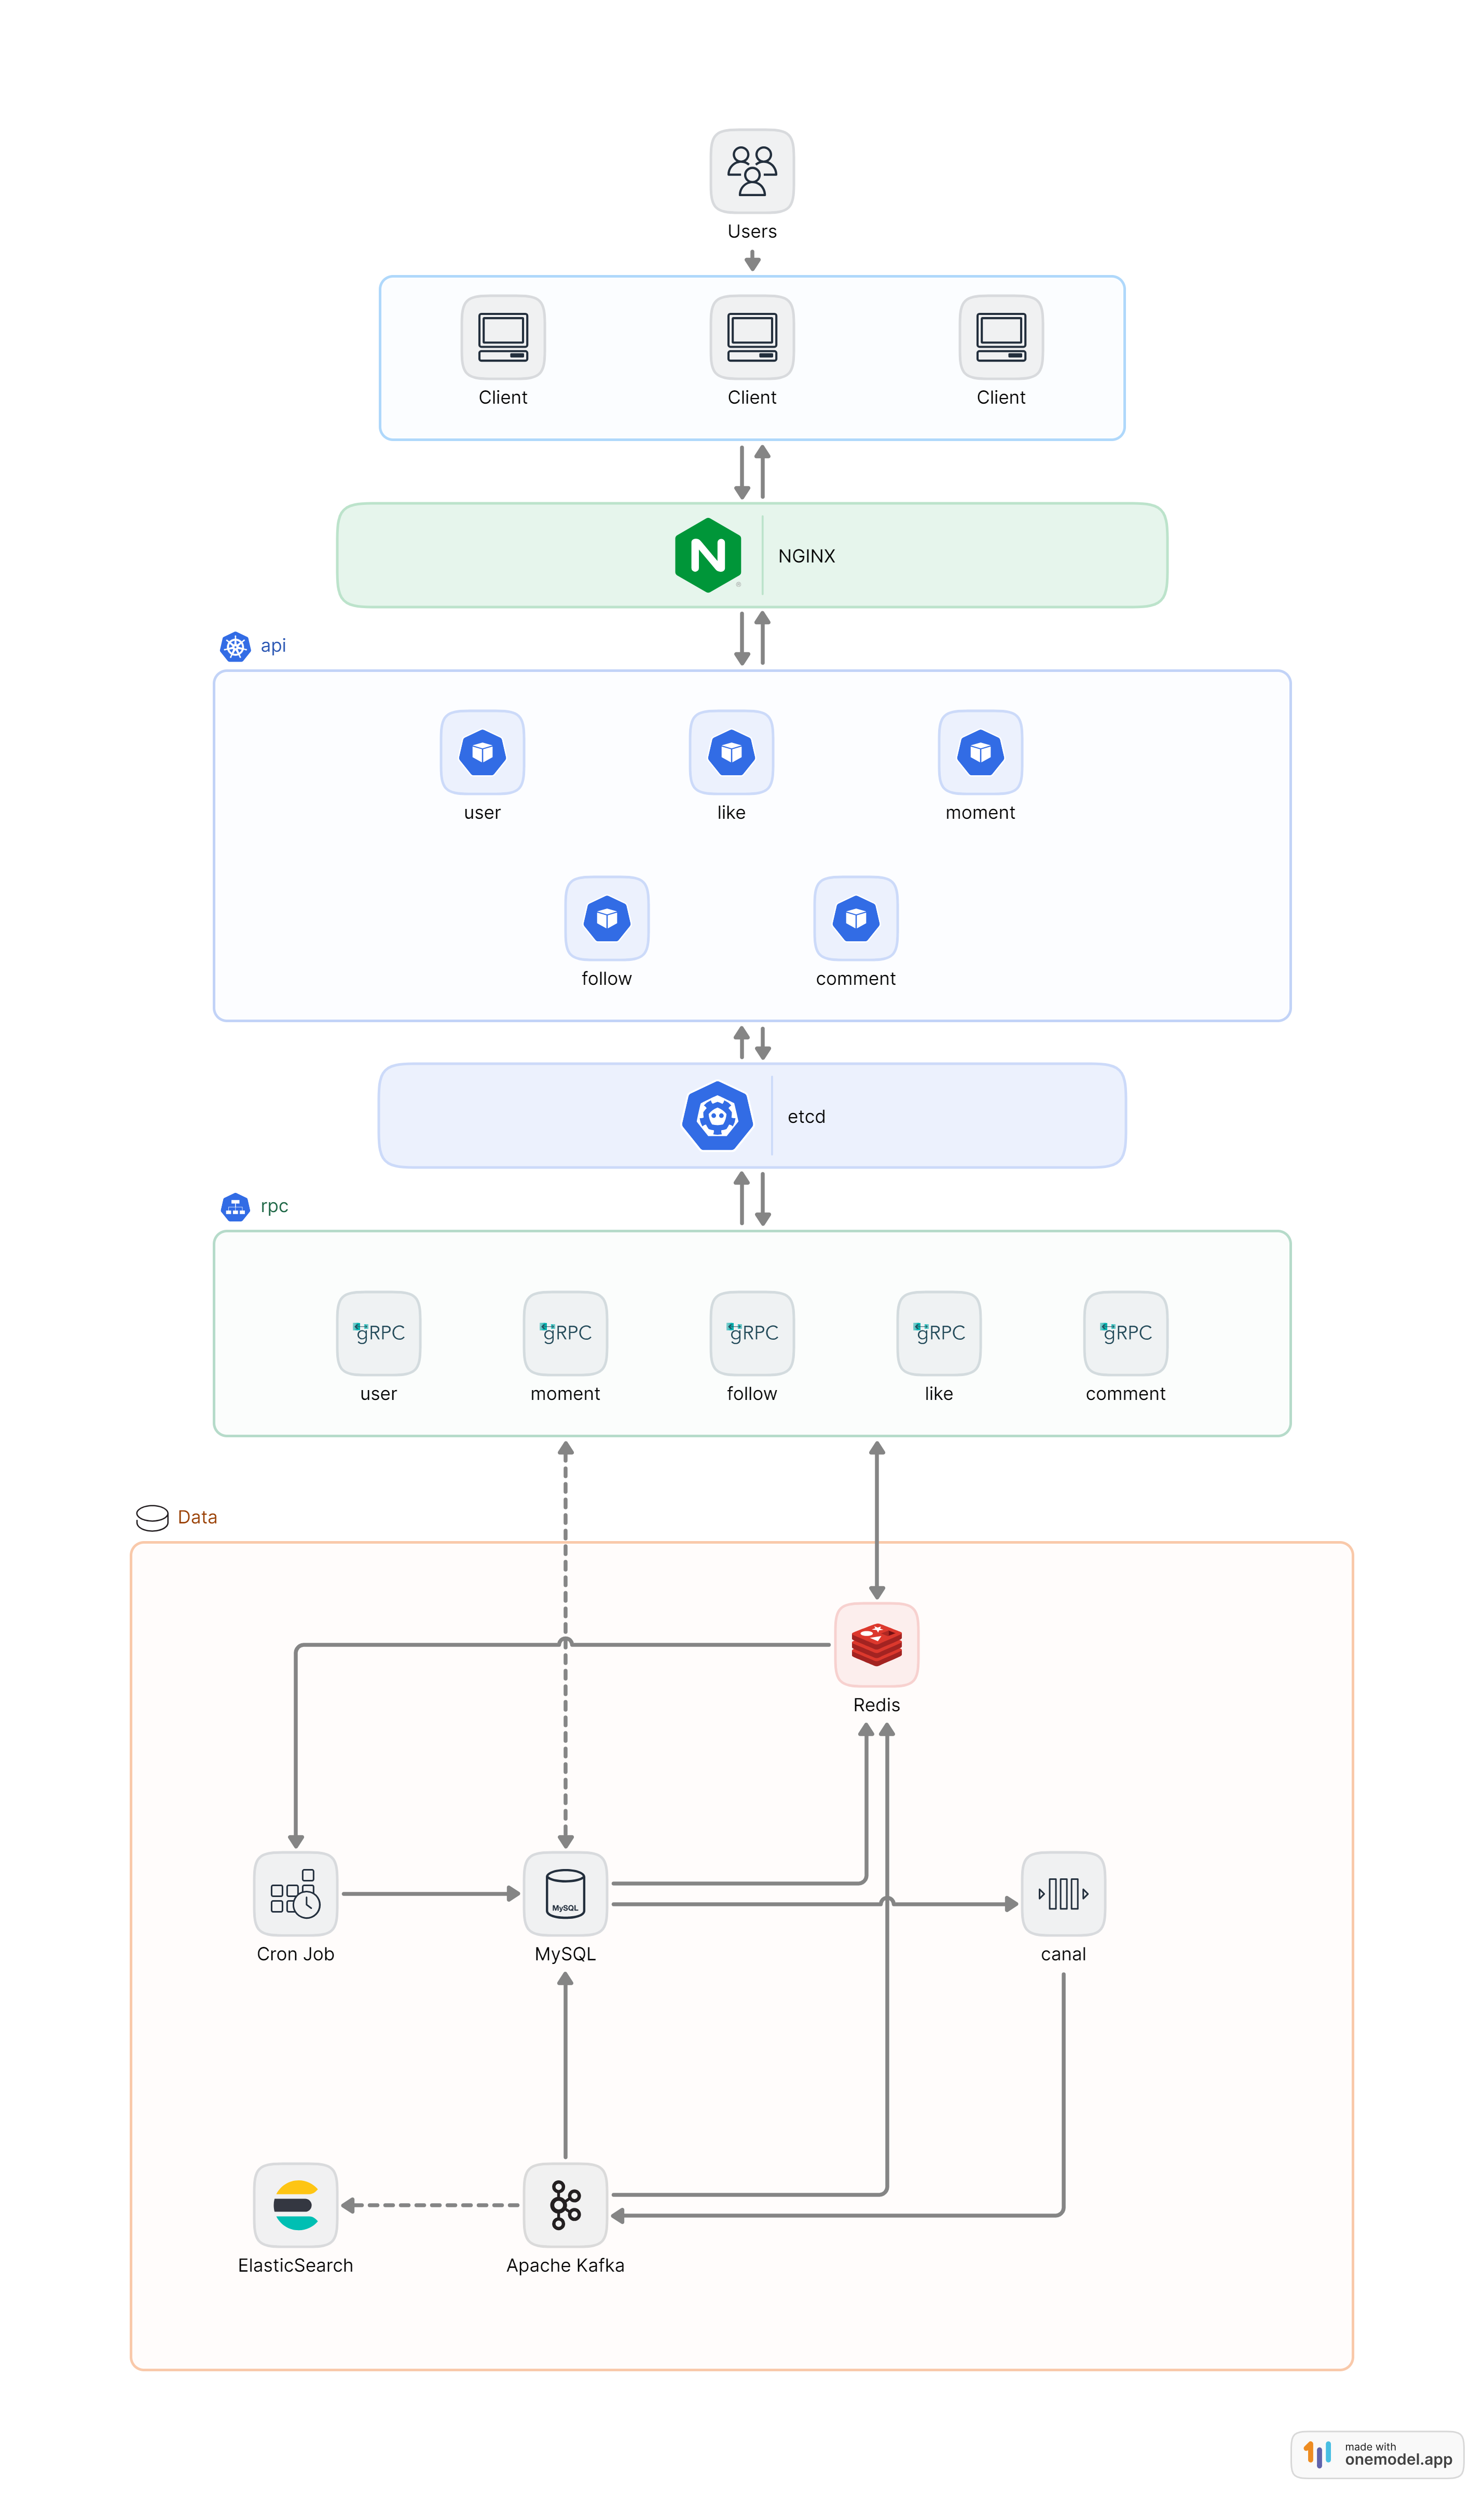 Users
Client
Client
Client
NGINX
api
user
like
moment
follow
comment
etcd
rpc
gRPC
gRPC
gRPC
gRPC
gRPC
user
moment
follow
like
comment
Data
Redis
MySQL
Cron Job
MySQL
canal
ElasticSearch
Apache Kafka
made with
onemodel.app